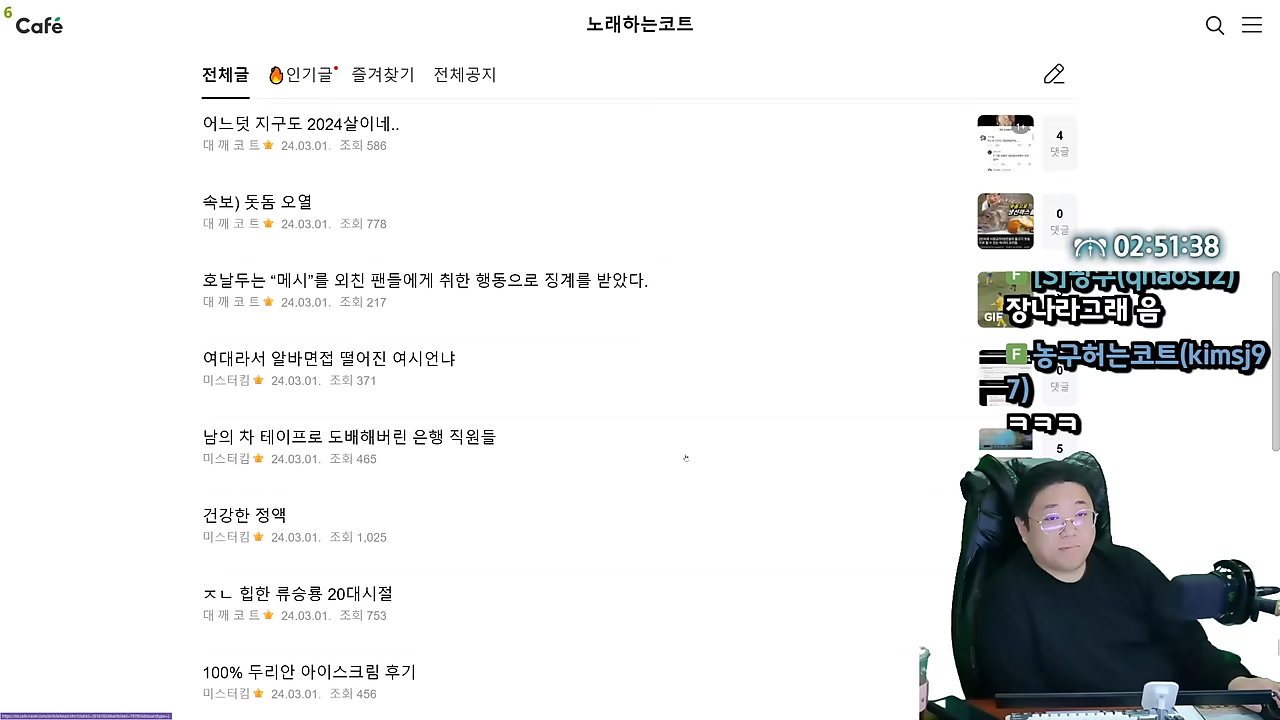 6
Café
노래하는코트
전체글 🔥인기글 즐겨찾기 전체공지
어느덧 지구도 2024살이네..
대 깨 코 트 24.03.01. 조회 588
4
댓글
속보) 돗돔 오열
대 깨 코 트 24.03.01. 조회 778
0
댓글
02:51:38
호날두는 “메시”를 외친 팬들에게 취한 행동으로 징계를 받았다.
대 깨 코 트 24.03.01. 조회 217
GIF
장나라그래 음
여대라서 알바면접 떨어진 여시언냐
미스터킴 24.03.01. 조회 371
0
댓글
F 농구허는코트(kimsj9
7)
ㅋㅋㅋ
남의 차 테이프로 도배해버린 은행 직원들
미스터킴 24.03.01. 조회 465
5
건강한 정액
미스터킴 24.03.01. 조회 1,025
ㅈㄴ 힙한 류승룡 20대시절
대 깨 코 트 24.03.01. 조회 753
100% 두리안 아이스크림 후기
미스터킴 24.03.01. 조회 456